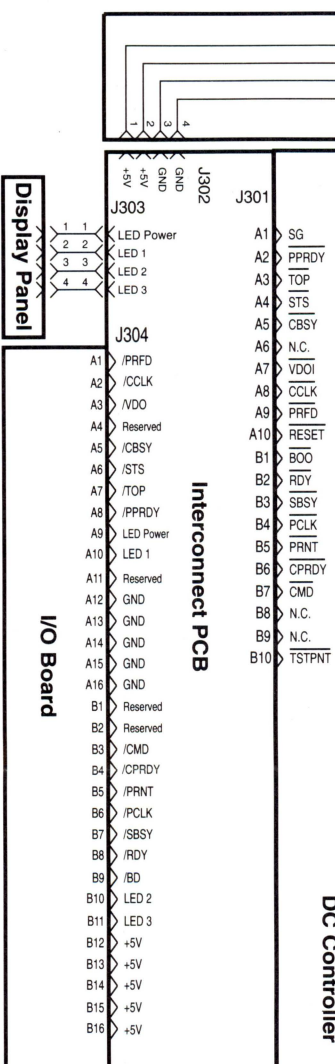 1 2 3 4
+5V +5V GND GND
J302
J303
1 1 LED Power
2 2 LED 1
3 3 LED 2
4 4 LED 3
Display Panel
J301
A1 SG
A2 PPRDY
A3 TOP
A4 STS
A5 CBSY
A6 N.C.
A7 VDOI
A8 CCLK
A9 PRFD
A10 RESET
B1 BOO
B2 RDY
B3 SBSY
B4 PCLK
B5 PRNT
B6 CPRDY
B7 CMD
B8 N.C.
B9 N.C.
B10 TSTPNT
J304
A1 /PRFD
A2 /CCLK
A3 /VDO
A4 Reserved
A5 /CBSY
A6 /STS
A7 /TOP
A8 /PPRDY
A9 LED Power
A10 LED 1
A11 Reserved
A12 GND
A13 GND
A14 GND
A15 GND
A16 GND
B1 Reserved
B2 Reserved
B3 /CMD
B4 /CPRDY
B5 /PRNT
B6 /PCLK
B7 /SBSY
B8 /RDY
B9 /BD
B10 LED 2
B11 LED 3
B12 +5V
B13 +5V
B14 +5V
B15 +5V
B16 +5V
Interconnect PCB
I/O Board
DC Controller